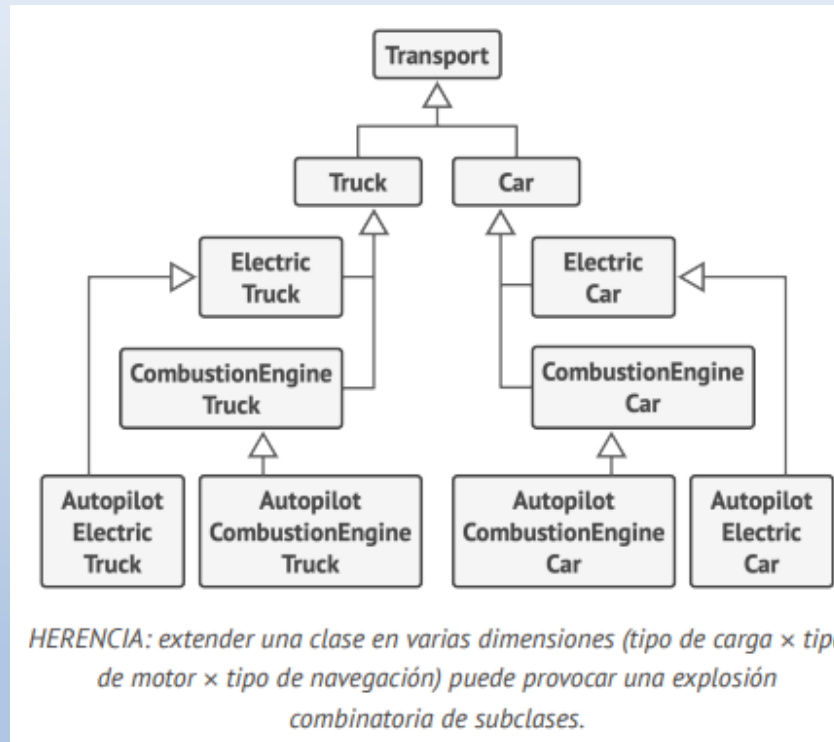 Transport
Truck
Car
Electric
Truck
Electric
Car
CombustionEngine
Truck
CombustionEngine
Car
Autopilot
Electric
Truck
Autopilot
CombustionEngine
Truck
Autopilot
CombustionEngine
Car
Autopilot
Electric
Car
HERENCIA: extender una clase en varias dimensiones (tipo de carga × tipo
de motor × tipo de navegación) puede provocar una explosión
combinatoria de subclases.